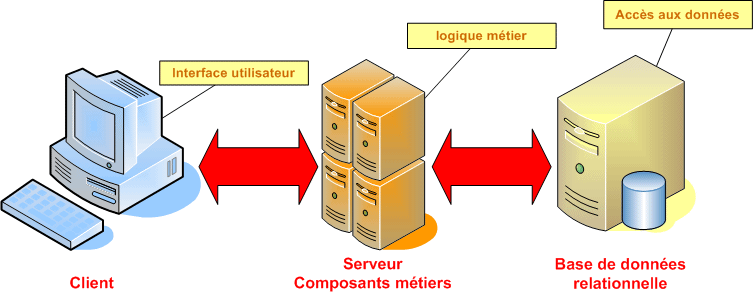 Accès aux données
logique métier
Interface utilisateur
Client
Serveur
Composants métiers
Base de données
relationnelle